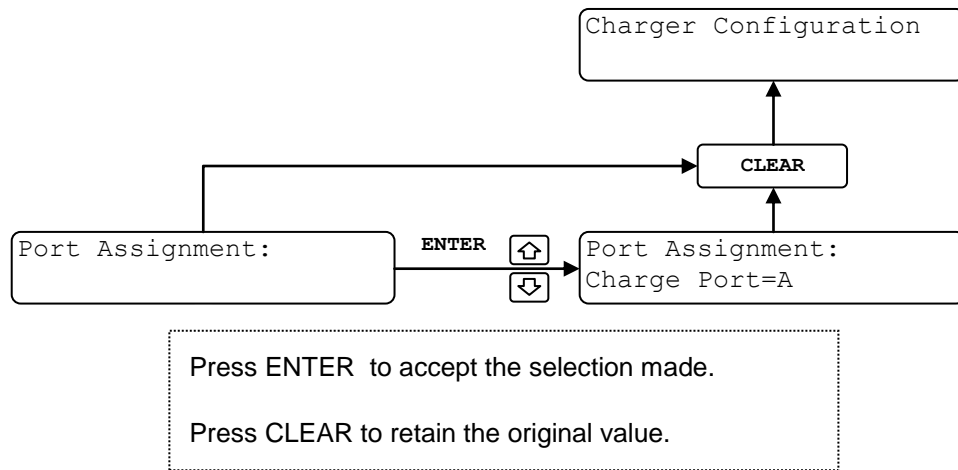 Charger Configuration
CLEAR
Port Assignment:
ENTER
Port Assignment:
Charge Port=A
Press ENTER  to accept the selection made.
Press CLEAR to retain the original value.